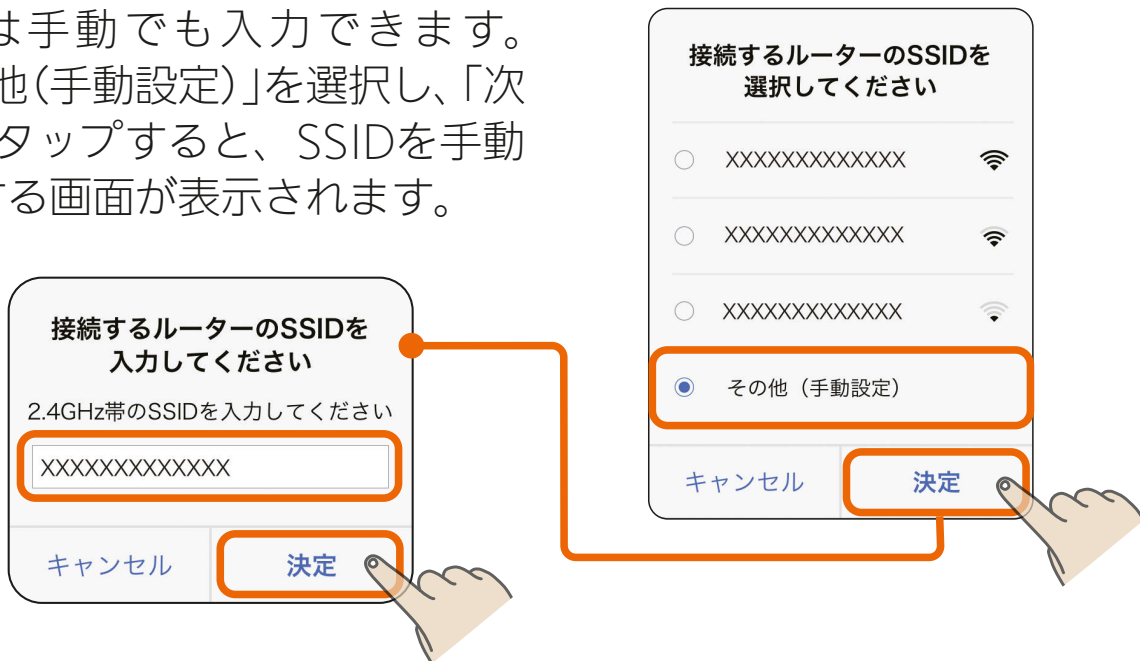 は手動でも入力できます。
他(手動設定)」を選択し、「次
タップすると、SSIDを手動
する画面が表示されます。
接続するルーターのSSIDを
選択してください
XXXXXXXXXXXXX
XXXXXXXXXXXXX
XXXXXXXXXXXXX
その他（手動設定）
キャンセル
決定
接続するルーターのSSIDを
入力してください
2.4GHz帯のSSIDを入力してください
XXXXXXXXXXXXX
キャンセル
決定